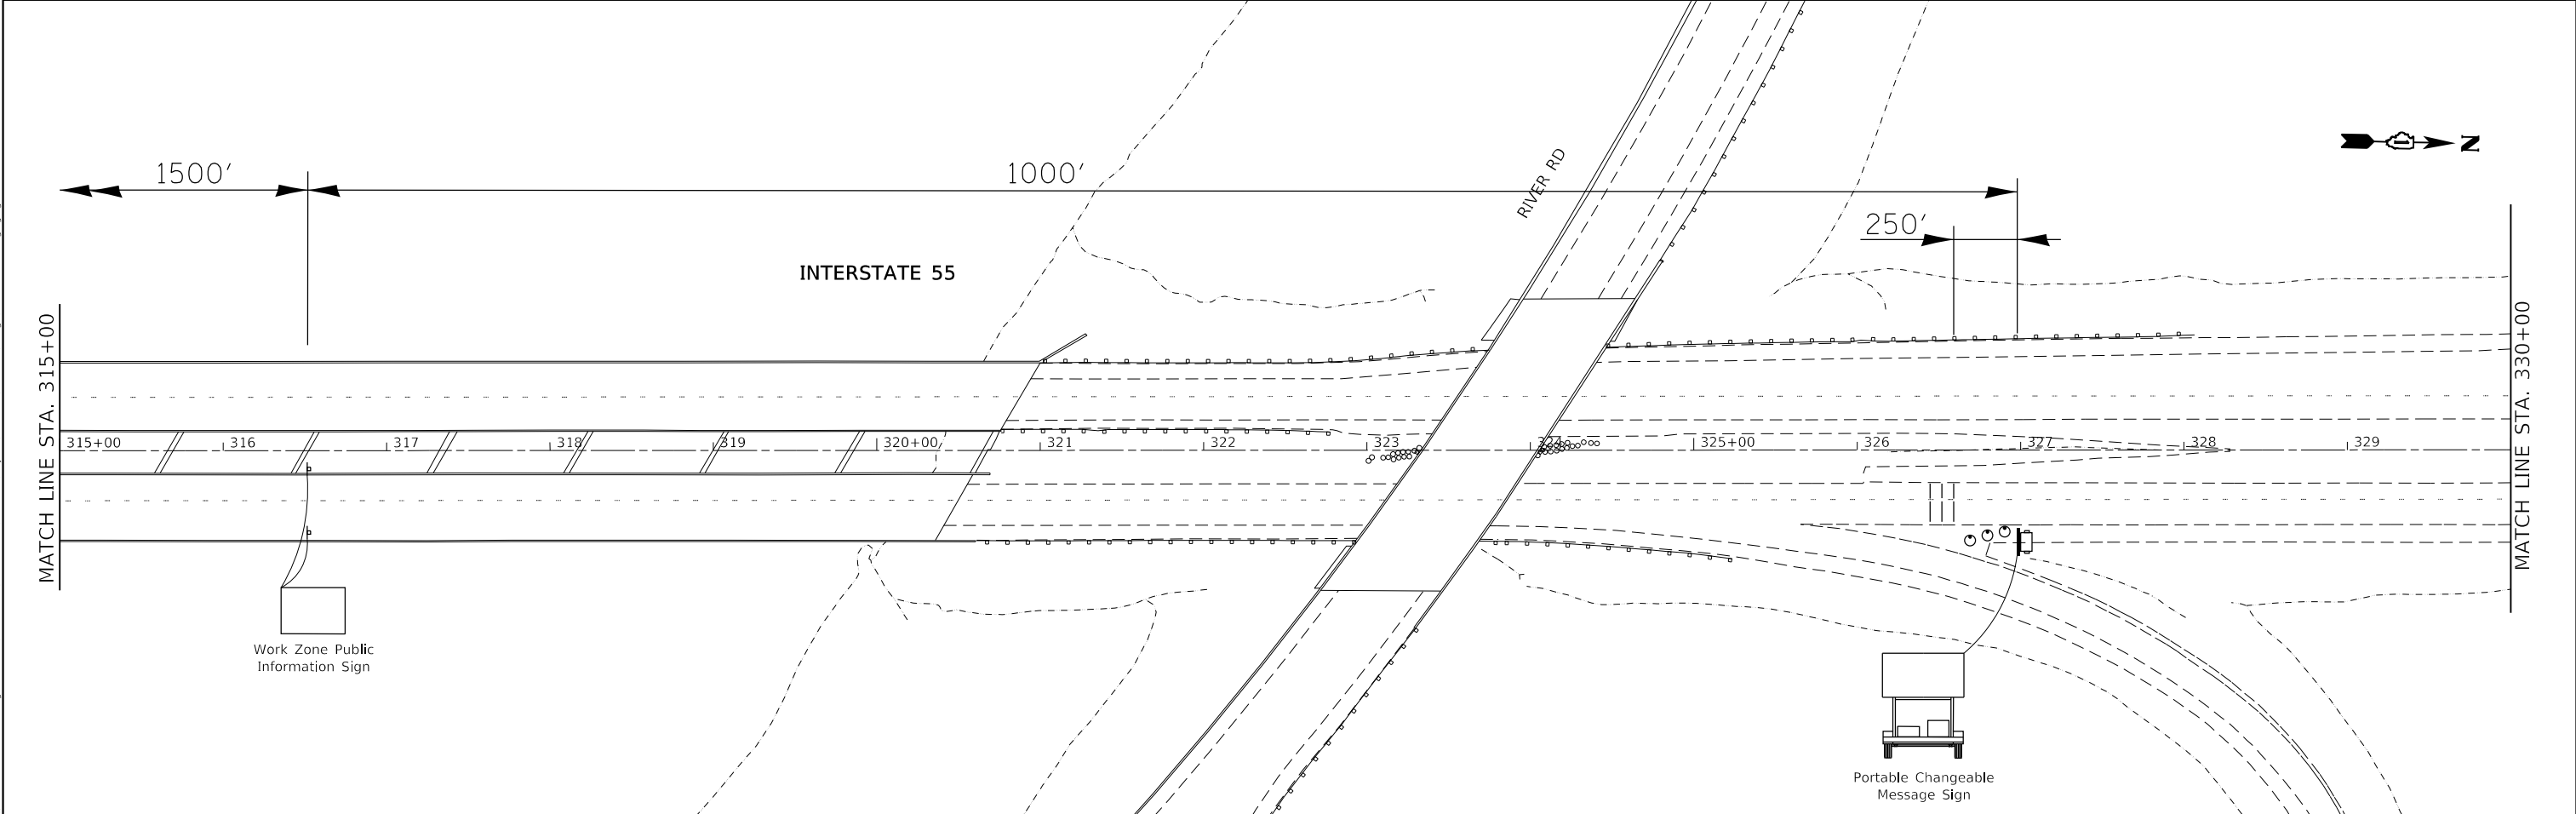 N
1500′
1000′
250′
RIVER RD
INTERSTATE 55
MATCH LINE STA. 315+00
MATCH LINE STA. 330+00
315+00 316 317 318 319 320+00 321 322 323 324 325+00 326 327 328 329
Work Zone Public
Information Sign
Portable Changeable
Message Sign